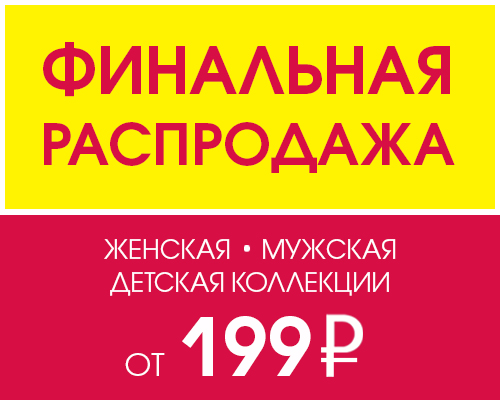 ФИНАЛЬНАЯ
РАСПРОДАЖА
ЖЕНСКАЯ • МУЖСКАЯ
ДЕТСКАЯ КОЛЛЕКЦИИ
ОТ 199₽